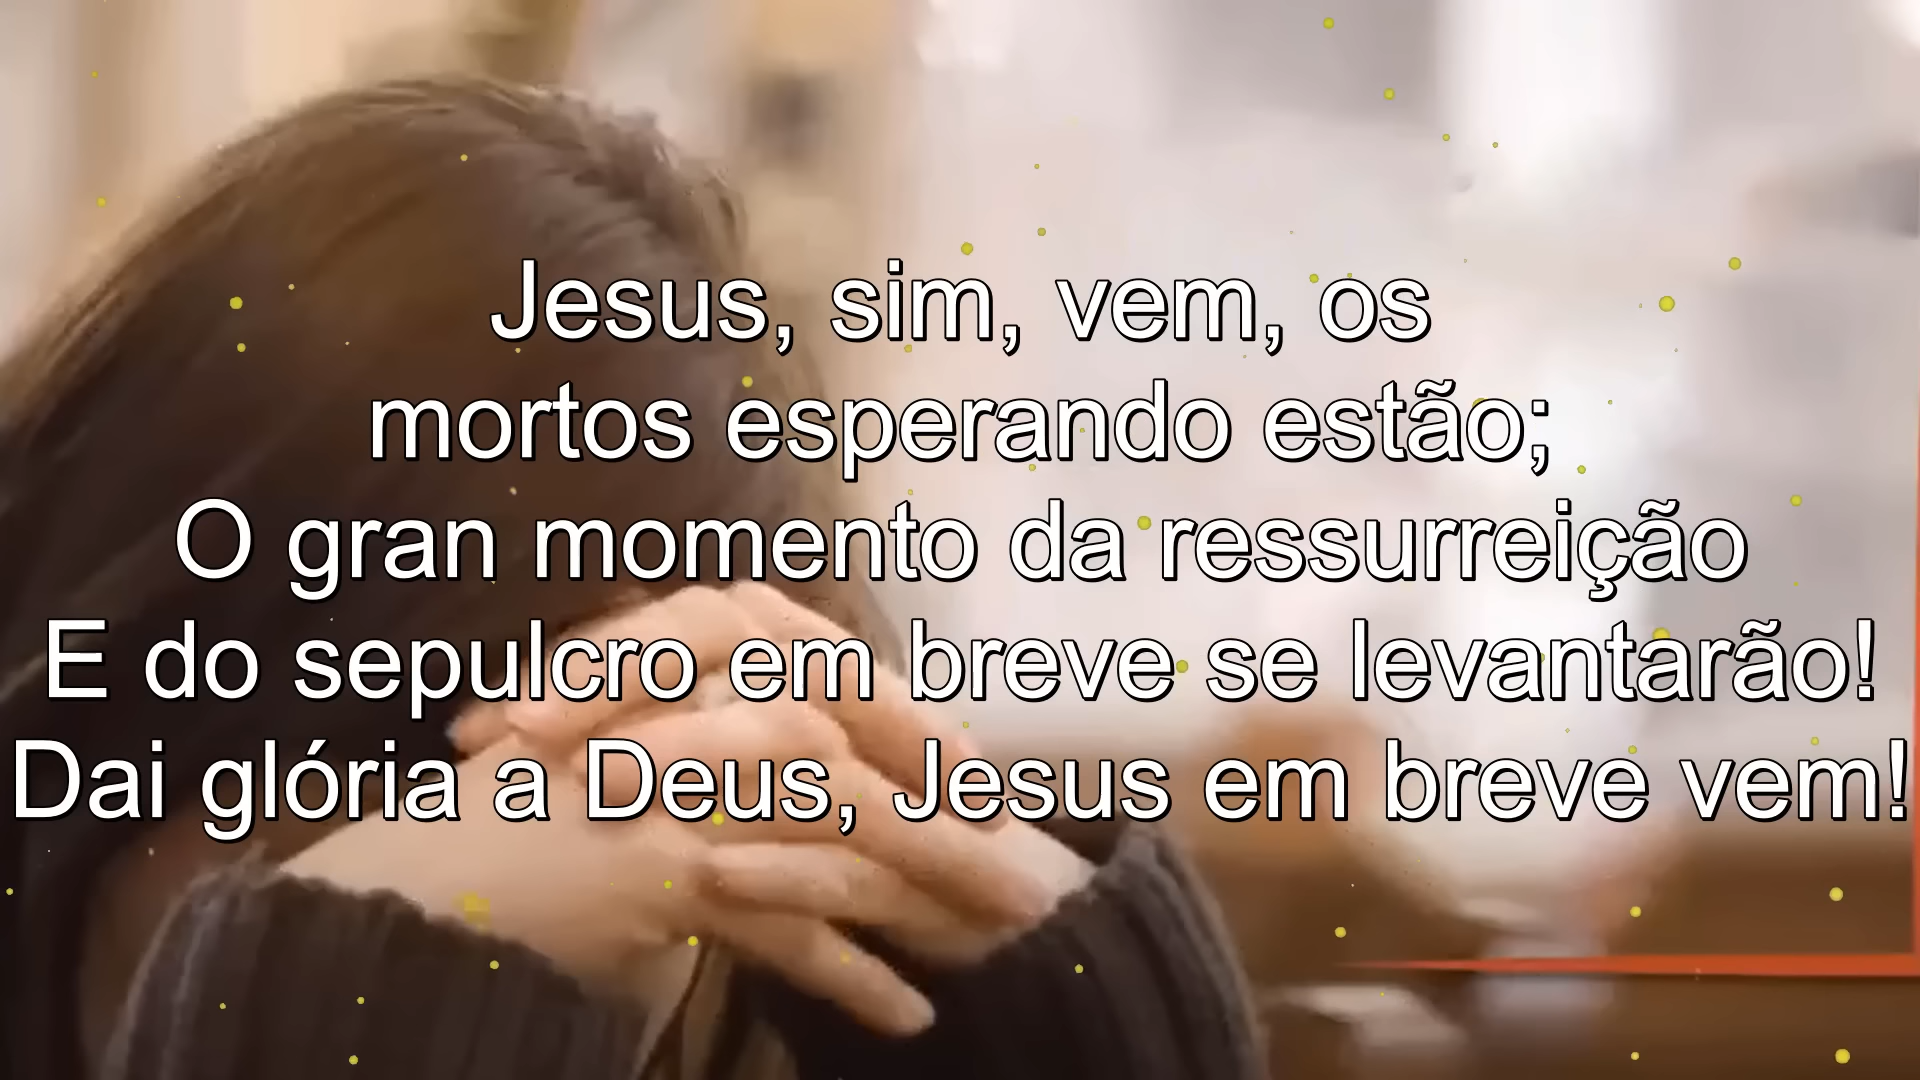 Jesus, sim, vem, os
mortos esperando estão;
O gran momento da ressurreição
E do sepulcro em breve se levantarão!
Dai glória a Deus, Jesus em breve vem!